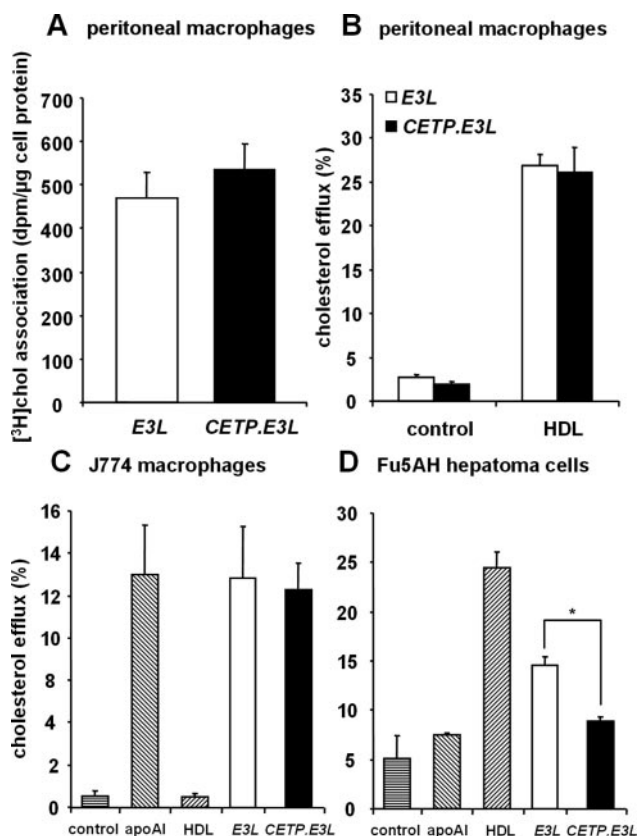 A peritoneal macrophages
[³H]chol association (dpm/µg cell protein)
700
600
500
400
300
200
100
0
E3L CETP.E3L
B peritoneal macrophages
E3L
CETP.E3L
cholesterol efflux (%)
35
30
25
20
15
10
5
0
control HDL
C J774 macrophages
cholesterol efflux (%)
16
14
12
10
8
6
4
2
0
control apoAI HDL E3L CETP.E3L
D Fu5AH hepatoma cells
30
25
20
15
10
5
0
*
control apoAI HDL E3L CETP.E3L